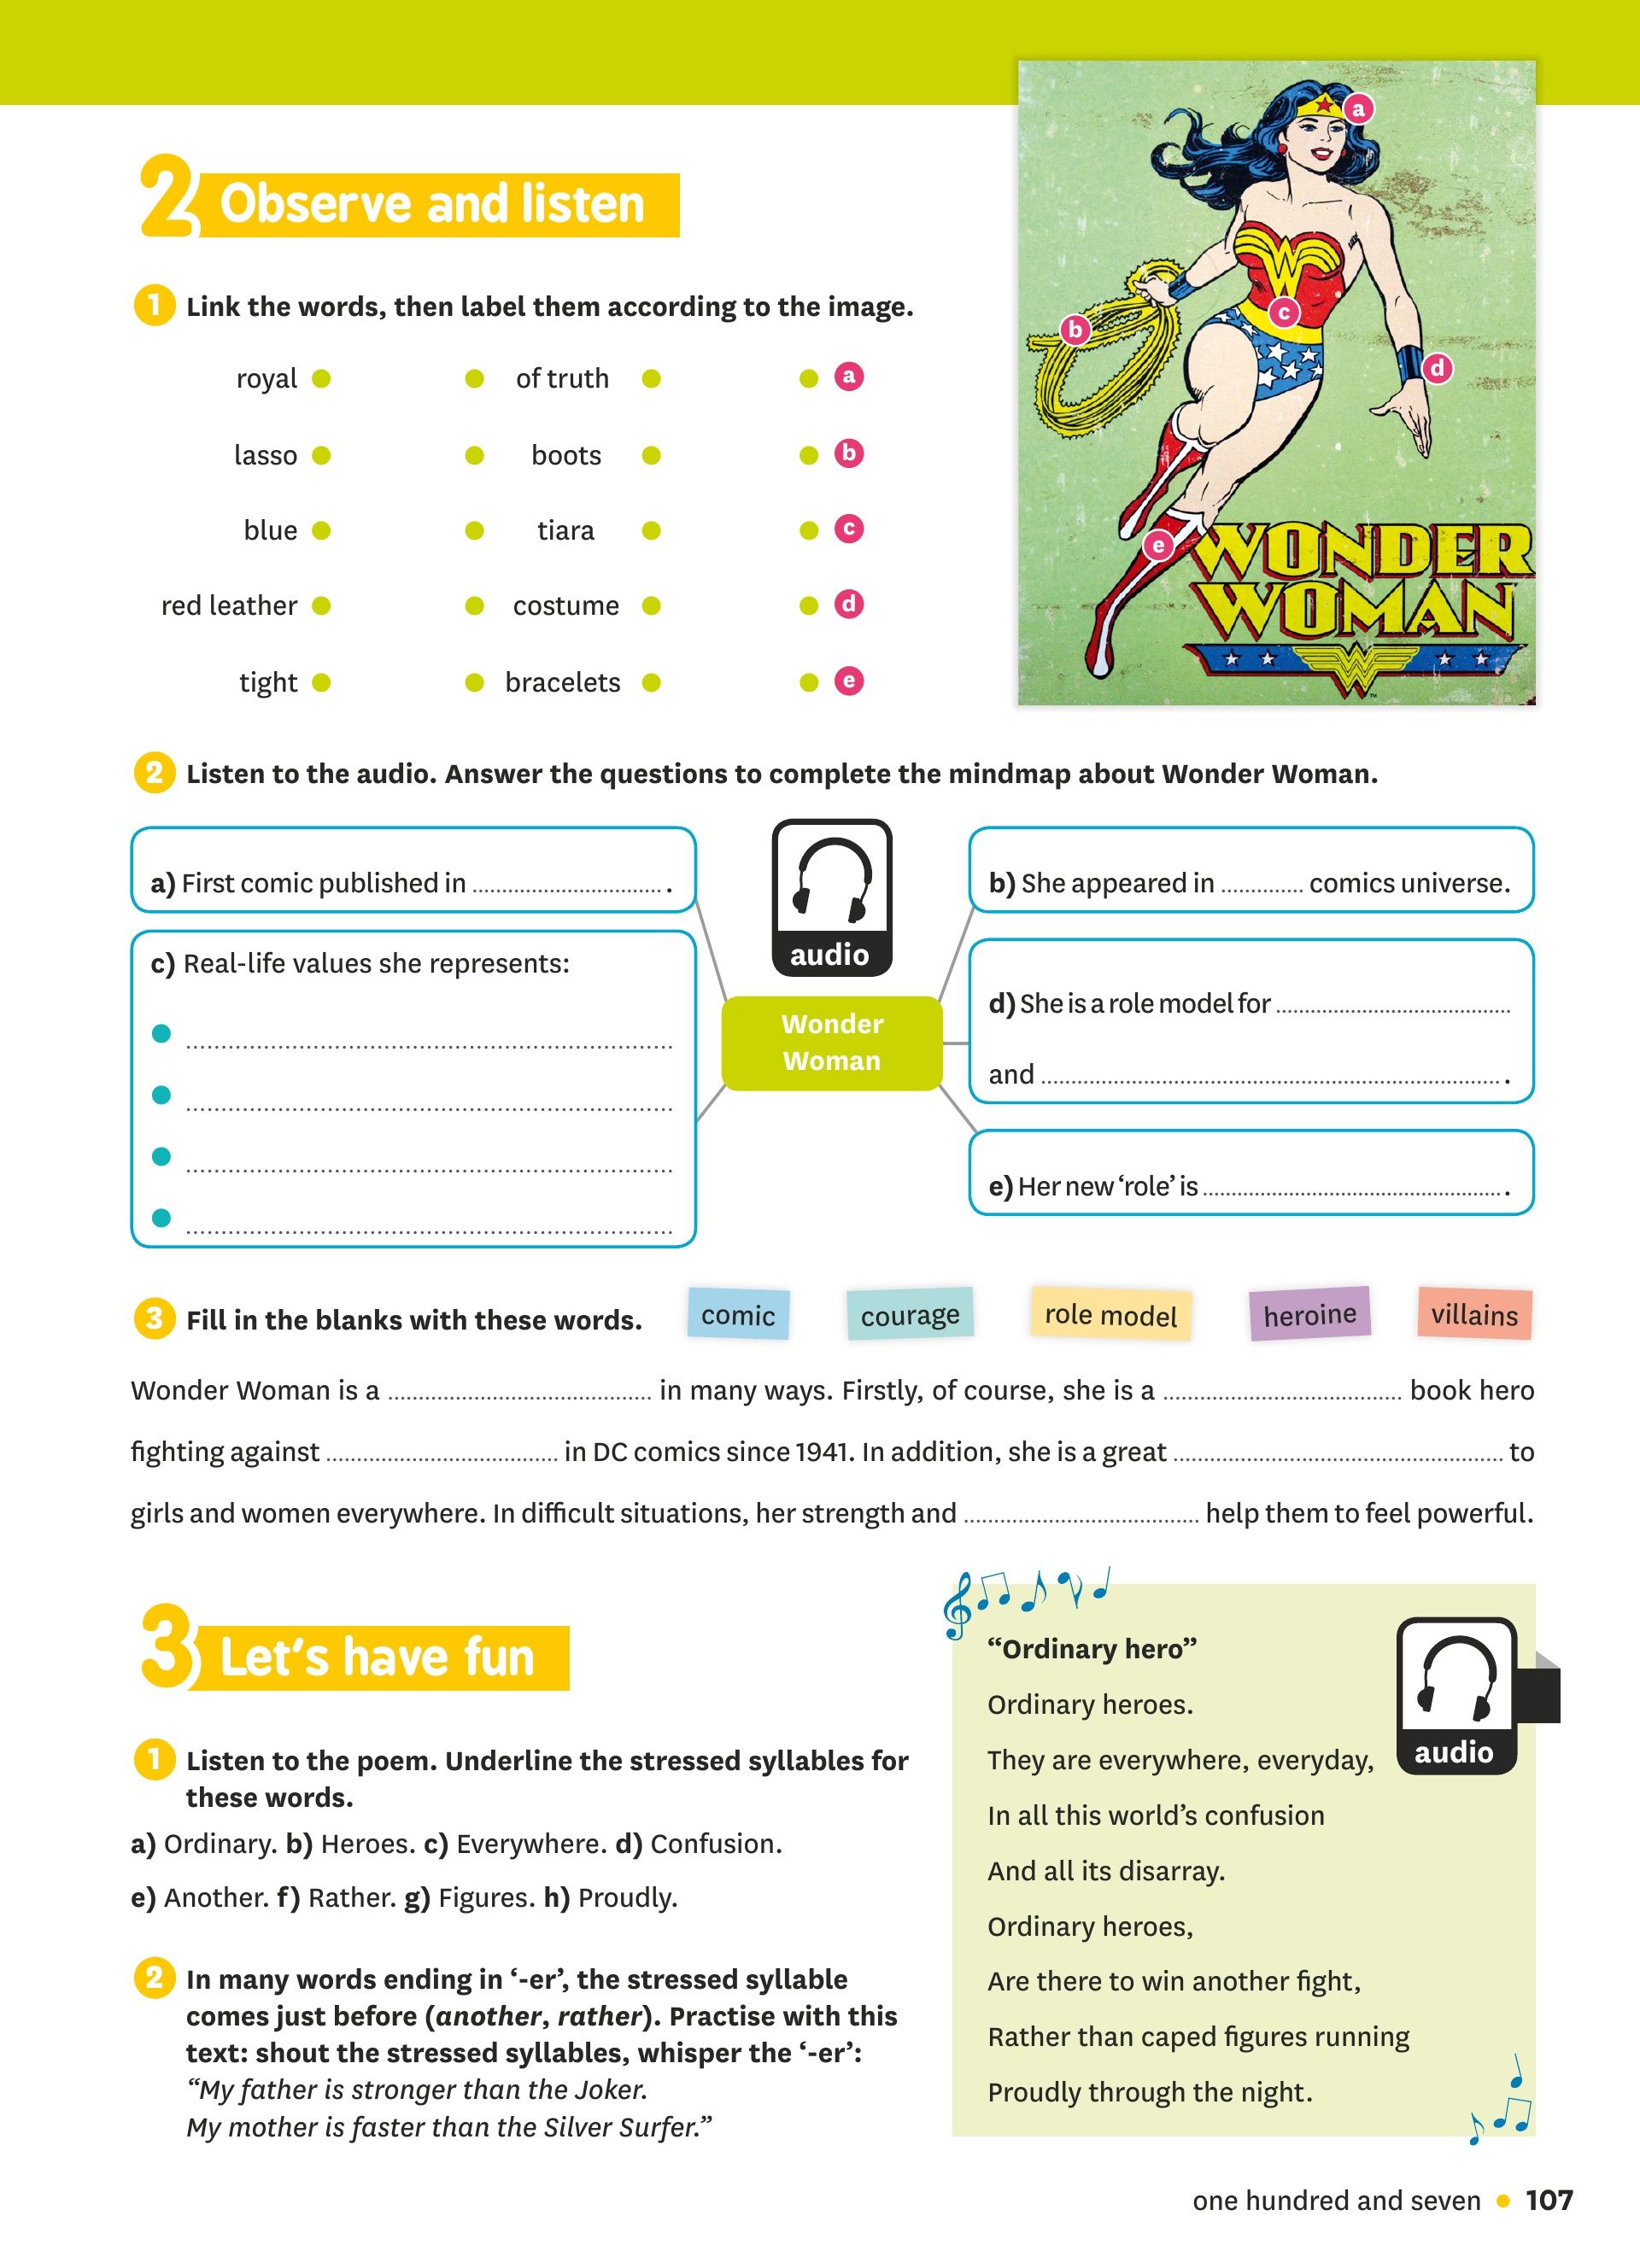 2 Observe and listen
1 Link the words, then label them according to the image.
royal of truth a
lasso boots b
blue tiara c
red leather costume d
tight bracelets e
a
b
c
d
e
WONDER
WOMAN
TM
2 Listen to the audio. Answer the questions to complete the mindmap about Wonder Woman.
a) First comic published in .............................. .
audio
b) She appeared in ............. comics universe.
c) Real-life values she represents:
Wonder
Woman
d) She is a role model for ......................................
and .......................................................................... .
e) Her new ‘role’ is ................................................ .
3 Fill in the blanks with these words. comic courage role model heroine villains
Wonder Woman is a .......................................... in many ways. Firstly, of course, she is a ...................................... book hero
fighting against ..................................... in DC comics since 1941. In addition, she is a great ..................................................... to
girls and women everywhere. In difficult situations, her strength and ...................................... help them to feel powerful.
3 Let’s have fun
1 Listen to the poem. Underline the stressed syllables for
these words.
a) Ordinary. b) Heroes. c) Everywhere. d) Confusion.
e) Another. f) Rather. g) Figures. h) Proudly.
2 In many words ending in ‘-er’, the stressed syllable
comes just before (another, rather). Practise with this
text: shout the stressed syllables, whisper the ‘-er’:
“My father is stronger than the Joker.
My mother is faster than the Silver Surfer.”
“Ordinary hero”
Ordinary heroes.
They are everywhere, everyday,
In all this world’s confusion
And all its disarray.
Ordinary heroes,
Are there to win another fight,
Rather than caped figures running
Proudly through the night.
audio
one hundred and seven • 107